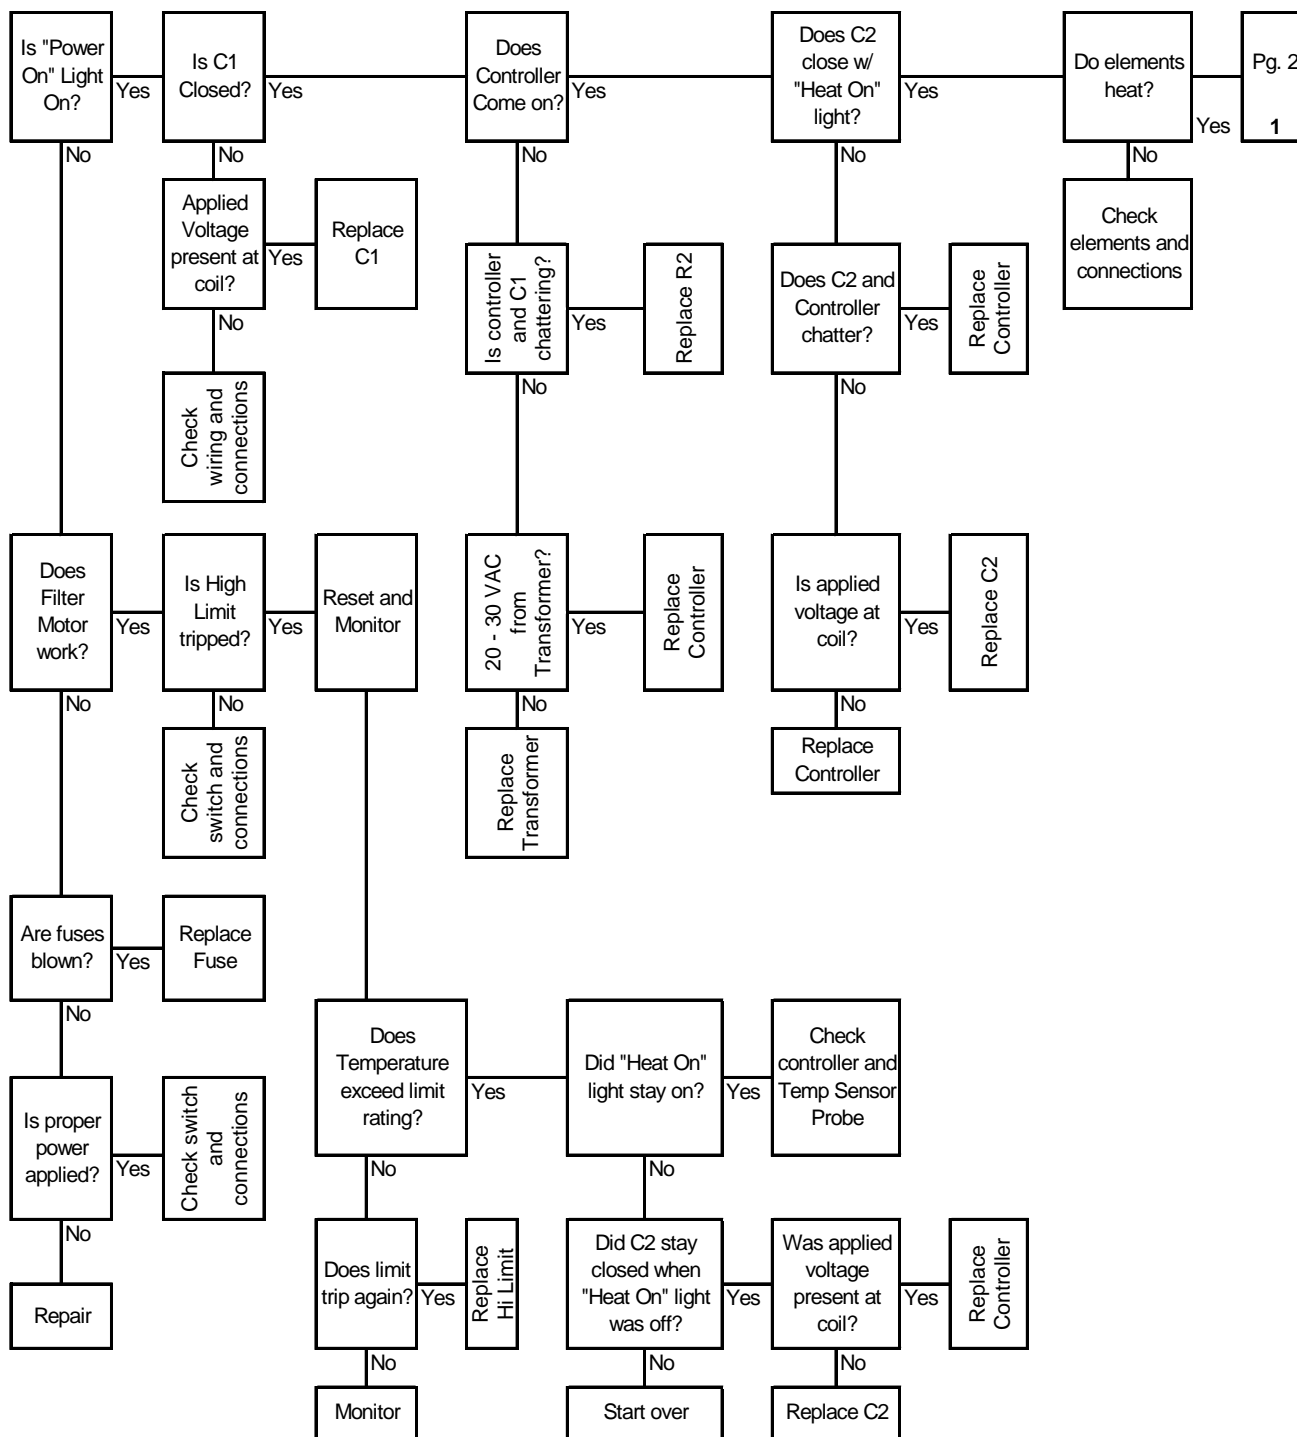 Is "Power
On" Light
On?
Yes
No
Is C1
Closed?
Yes
No
Does
Controller
Come on?
Yes
No
Does C2
close w/
"Heat On"
light?
Yes
No
Do elements
heat?
Yes
No
Pg. 2
1
Applied
Voltage
present at
coil?
Yes
No
Replace
C1
Is controller
and C1
chattering?
Yes
No
Replace R2
Does C2 and
Controller
chatter?
Yes
No
Replace
Controller
Check
elements and
connections
Check
wiring and
connections
Does
Filter
Motor
work?
Yes
No
Is High
Limit
tripped?
Yes
No
Reset and
Monitor
20 - 30 VAC
from
Transformer?
Yes
No
Replace
Controller
Is applied
voltage at
coil?
Yes
No
Replace C2
Check
switch and
connections
Replace
Transformer
Replace
Controller
Are fuses
blown?
Yes
No
Replace
Fuse
Does
Temperature
exceed limit
rating?
Yes
No
Did "Heat On"
light stay on?
Yes
No
Check
controller and
Temp Sensor
Probe
Is proper
power
applied?
Yes
No
Check switch
and
connections
Repair
Does limit
trip again?
Yes
No
Replace
Hi Limit
Did C2 stay
closed when
"Heat On" light
was off?
Yes
No
Was applied
voltage
present at
coil?
Yes
No
Replace
Controller
Monitor
Start over
Replace C2